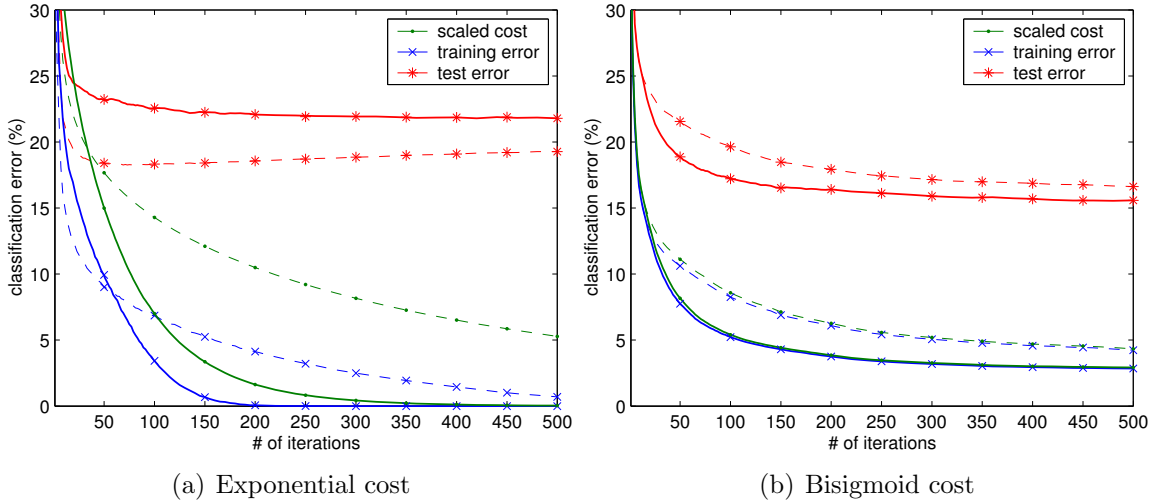 30
25
20
15
10
5
0
50 100 150 200 250 300 350 400 450 500
# of iterations
classification error (%)
scaled cost
training error
test error
(a) Exponential cost
30
25
20
15
10
5
0
50 100 150 200 250 300 350 400 450 500
# of iterations
classification error (%)
scaled cost
training error
test error
(b) Bisigmoid cost